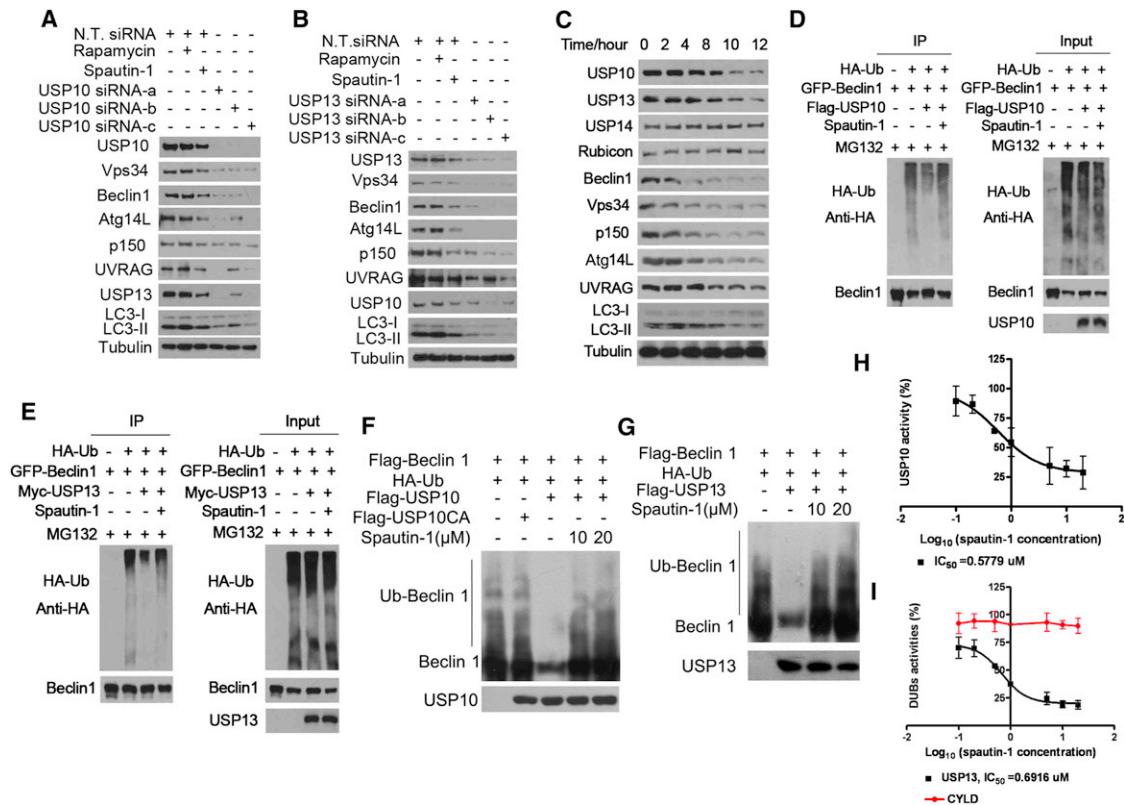 A
N.T. siRNA + + + - - -
Rapamycin - + - - - -
Spautin-1 - - + - - -
USP10 siRNA-a - - - + - -
USP10 siRNA-b - - - - + -
USP10 siRNA-c - - - - - +
USP10
Vps34
Beclin1
Atg14L
p150
UVRAG
USP13
LC3-I
LC3-II
Tubulin
B
N.T.siRNA + + + - - -
Rapamycin - + - - - -
Spautin-1 - - + - - -
USP13 siRNA-a - - - + - -
USP13 siRNA-b - - - - + -
USP13 siRNA-c - - - - - +
USP13
Vps34
Beclin1
Atg14L
p150
UVRAG
USP10
LC3-I
LC3-II
Tubulin
C
Time/hour 0 2 4 8 10 12
USP10
USP13
USP14
Rubicon
Beclin1
Vps34
p150
Atg14L
UVRAG
LC3-I
LC3-II
Tubulin
D
IP
HA-Ub - + + +
GFP-Beclin1 + + + +
Flag-USP10 - - + +
Spautin-1 - - - +
MG132 + + + +
HA-Ub
Anti-HA
Beclin1
Input
HA-Ub - + + +
GFP-Beclin1 + + + +
Flag-USP10 - - + +
Spautin-1 - - - +
MG132 + + + +
HA-Ub
Anti-HA
Beclin1
USP10
E
IP
HA-Ub - + + +
GFP-Beclin1 + + + +
Myc-USP13 - - + +
Spautin-1 - - - +
MG132 + + + +
HA-Ub
Anti-HA
Beclin1
Input
HA-Ub - + + +
GFP-Beclin1 + + + +
Myc-USP13 - - + +
Spautin-1 - - - +
MG132 + + + +
HA-Ub
Anti-HA
Beclin1
USP13
F
Flag-Beclin 1 + + + + +
HA-Ub + + + + +
Flag-USP10 - - + + +
Flag-USP10CA - + - - -
Spautin-1(µM) - - - 10 20
Ub-Beclin 1
Beclin 1
USP10
G
Flag-Beclin 1 + + + +
HA-Ub + + + +
Flag-USP13 - + + +
Spautin-1(µM) - - 10 20
Ub-Beclin 1
Beclin 1
USP13
H
USP10 activity (%)
125
100
75
50
25
0
-2 -1 0 1 2
Log10 (spautin-1 concentration)
IC50 =0.5779 uM
I
DUBs activities (%)
125
100
75
50
25
0
-2 -1 0 1 2
Log10 (spautin-1 concentration)
USP13, IC50 =0.6916 uM
CYLD